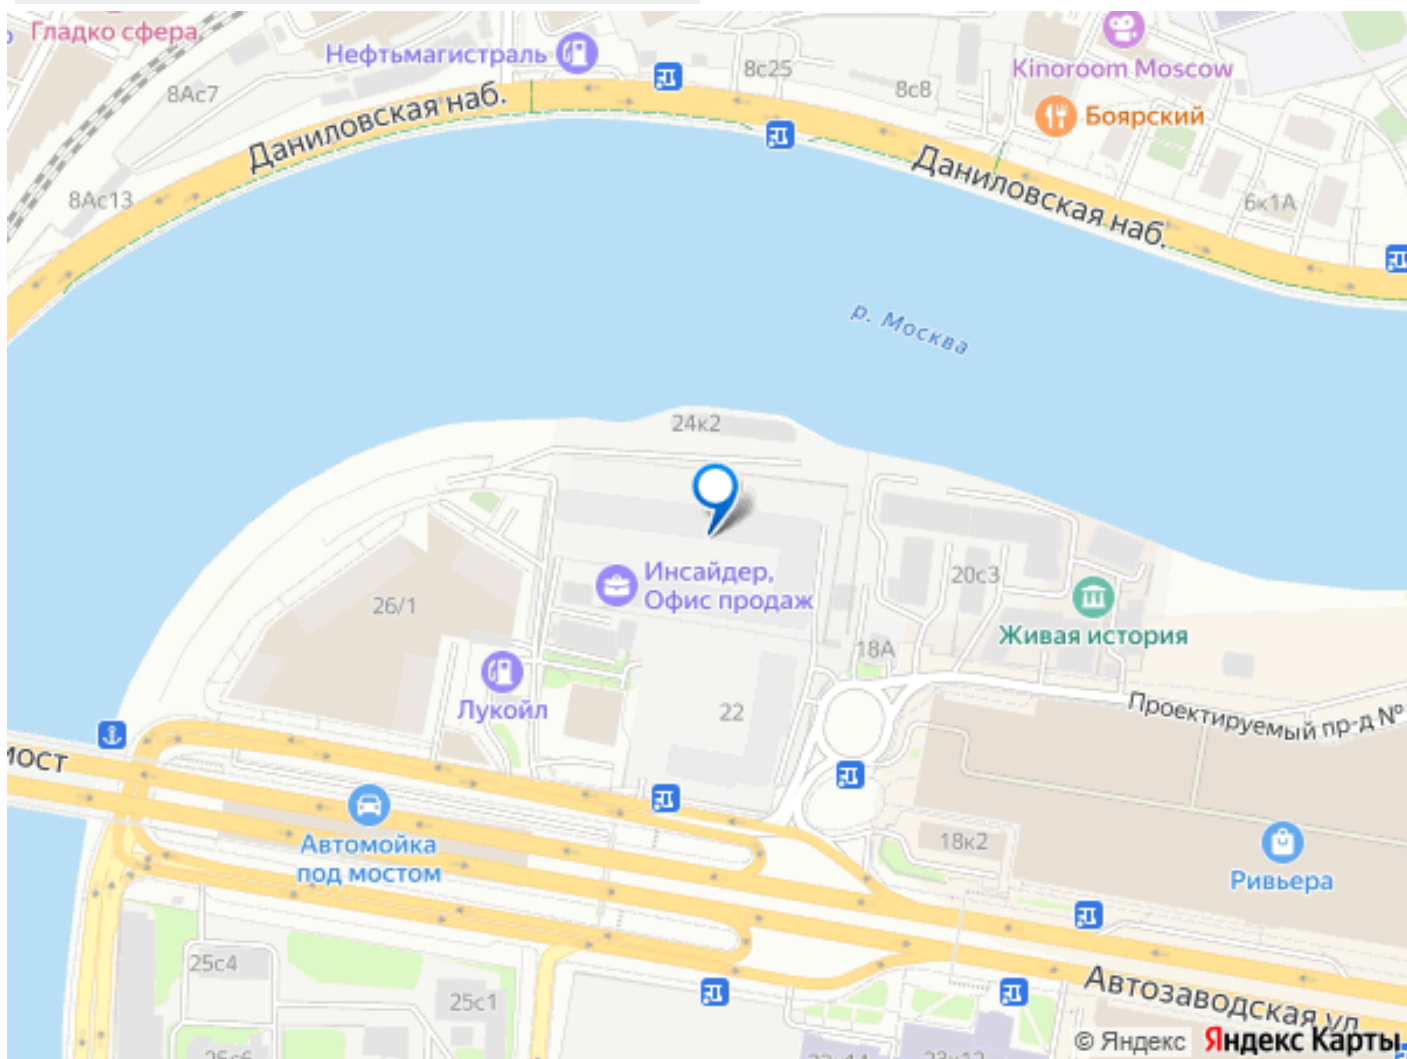 Гладко сфера
Нефтьмагистраль
8с25
Kinoroom Moscow
8Ас7
8с8
Даниловская наб.
Боярский
Даниловская наб.
8Ас13
6к1А
р. Москва
24к2
Инсайдер,
Офис продаж
20с3
26/1
Живая история
18А
Лукойл
22
Проектируемый пр-д №
мост
Автомойка
под мостом
18к2
Ривьера
25с4
25с1
Автозаводская ул.
25с6
23к12
© Яндекс Яндекс Карты